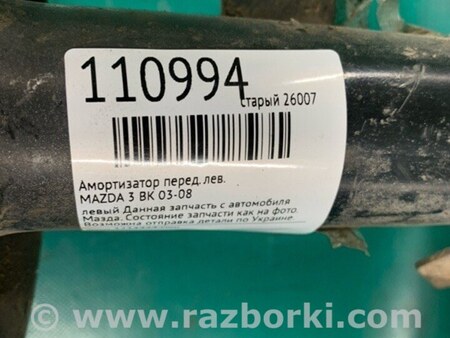 110994
старый 26007
Амортизатор перед. лев.
MAZDA 3 BK 03-08
левый Данная запчасть с автомобиля
Мазда. Состояние запчасти как на фото.
Возможна отправка детали по Украине
© www.razborki.com